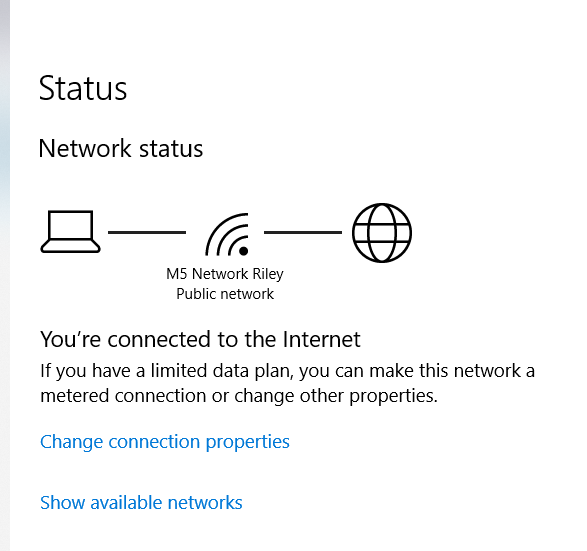 Status
Network status
M5 Network Riley
Public network
You’re connected to the Internet
If you have a limited data plan, you can make this network a
metered connection or change other properties.
Change connection properties
Show available networks